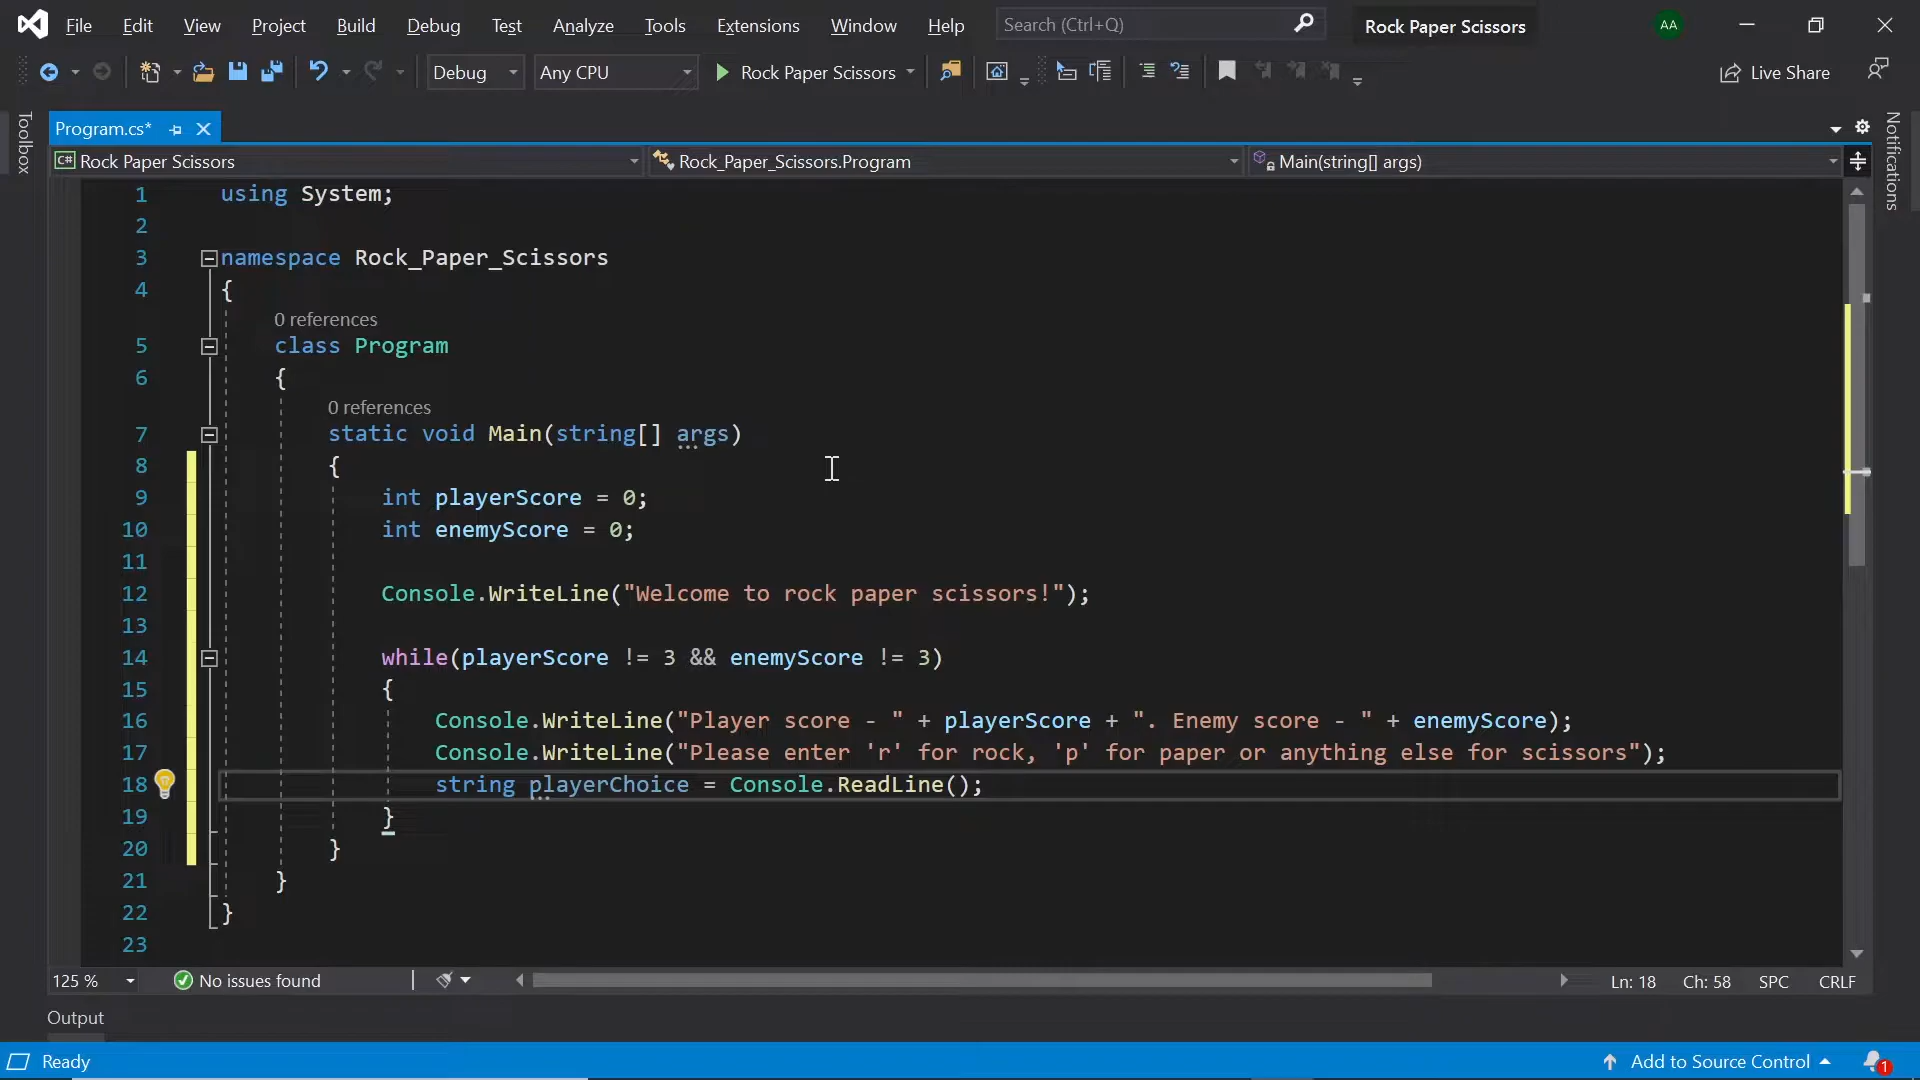 File Edit View Project Build Debug Test Analyze Tools Extensions Window Help Search (Ctrl+Q) Rock Paper Scissors AA
Debug Any CPU Rock Paper Scissors Live Share
Toolbox
Program.cs*
Notifications
C# Rock Paper Scissors Rock_Paper_Scissors.Program Main(string[] args)
1 using System;
2
3 namespace Rock_Paper_Scissors
4 {
0 references
5 class Program
6 {
0 references
7 static void Main(string[] args)
8 {
9 int playerScore = 0;
10 int enemyScore = 0;
11
12 Console.WriteLine("Welcome to rock paper scissors!");
13
14 while(playerScore != 3 && enemyScore != 3)
15 {
16 Console.WriteLine("Player score - " + playerScore + ". Enemy score - " + enemyScore);
17 Console.WriteLine("Please enter 'r' for rock, 'p' for paper or anything else for scissors");
18 string playerChoice = Console.ReadLine();
19 }
20 }
21 }
22 }
23
125 % No issues found Ln: 18 Ch: 58 SPC CRLF
Output
Ready Add to Source Control 1